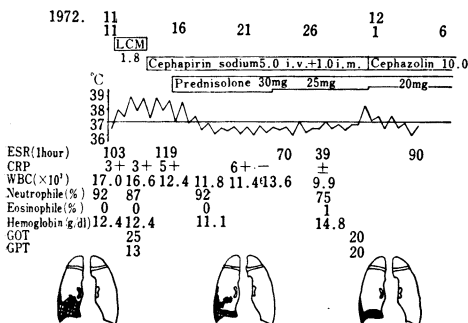 1972. 11 12
11 16 21 26 1 6
LCM
1.8 Cephapirin sodium5.0 i.v.+1.0i.m. Cephazolin 10.0
Prednisolone 30mg 25mg 20mg
°C
39
38
37
36
ESR(1hour) 103 119 70 39 90
CRP 3+ 3+ 5+ 6+ - ±
WBC(×10³) 17.0 16.6 12.4 11.8 11.4 13.6 9.9
Neutrophile(%) 92 87 92 75
Eosinophile(%) 0 0 0 1
Hemoglobin(g/dl) 12.4 12.4 11.1 14.8
GOT 25 20
GPT 13 20